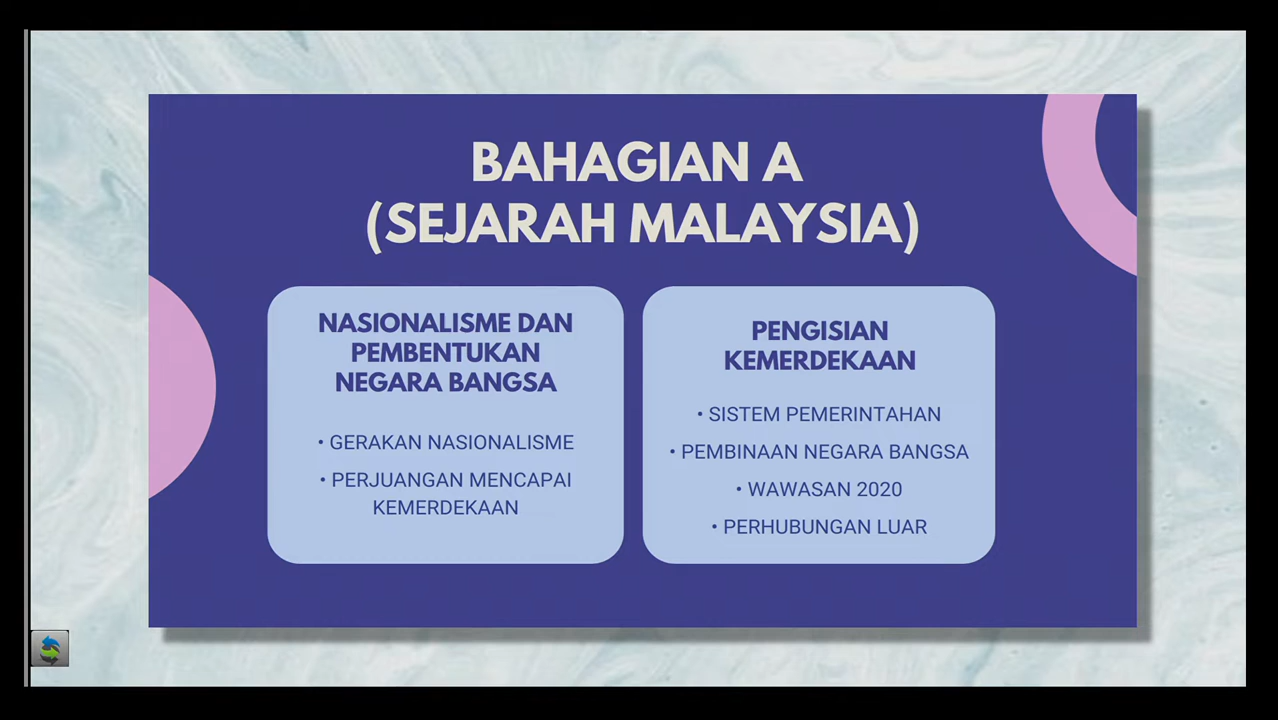 BAHAGIAN A
(SEJARAH MALAYSIA)
NASIONALISME DAN
PEMBENTUKAN
NEGARA BANGSA
• GERAKAN NASIONALISME
• PERJUANGAN MENCAPAI
KEMERDEKAAN
PENGISIAN
KEMERDEKAAN
• SISTEM PEMERINTAHAN
• PEMBINAAN NEGARA BANGSA
• WAWASAN 2020
• PERHUBUNGAN LUAR